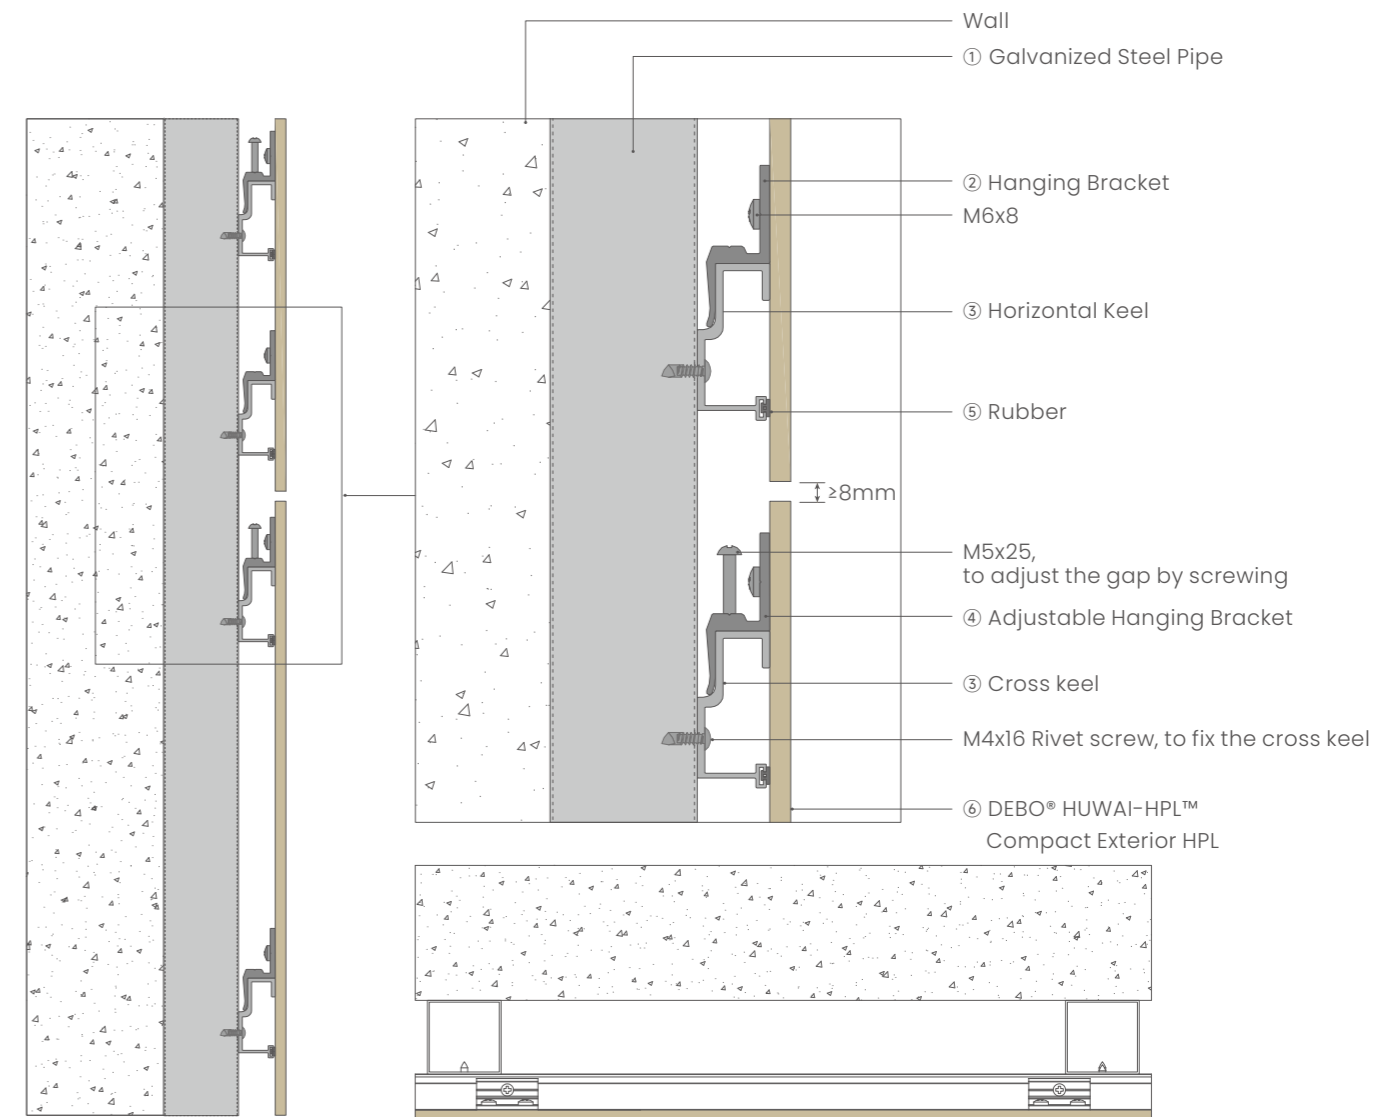 Wall
① Galvanized Steel Pipe
② Hanging Bracket
M6x8
③ Horizontal Keel
⑤ Rubber
≥8mm
M5x25,
to adjust the gap by screwing
④ Adjustable Hanging Bracket
③ Cross keel
M4x16 Rivet screw, to fix the cross keel
⑥ DEBO® HUWAI-HPL™
Compact Exterior HPL